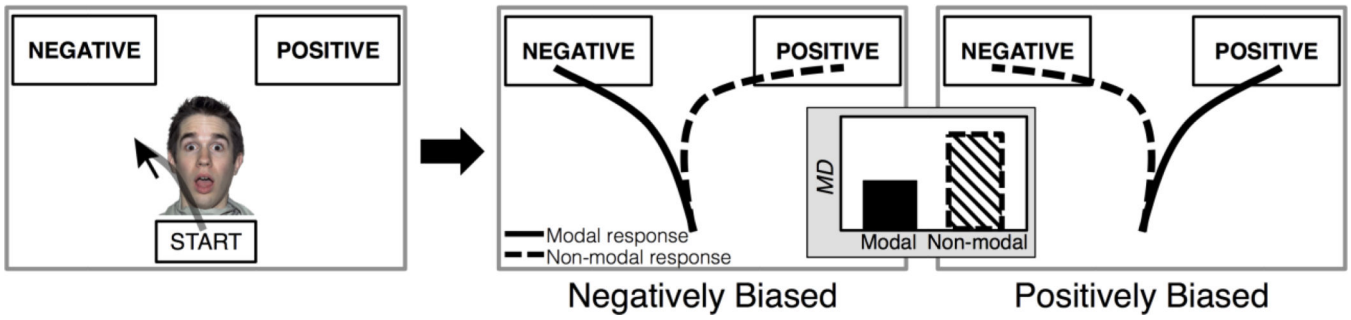 NEGATIVE
POSITIVE
START
NEGATIVE
POSITIVE
Modal response
Non-modal response
MD
Modal
Non-modal
NEGATIVE
POSITIVE
Negatively Biased
Positively Biased